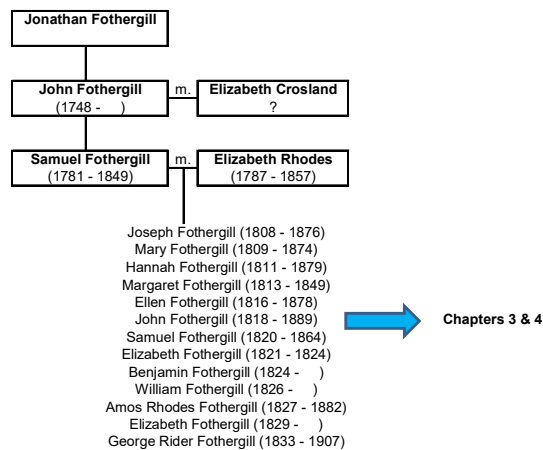 Jonathan Fothergill
John Fothergill
(1748 -     )
m.
Elizabeth Crosland
?
Samuel Fothergill
(1781 - 1849)
m.
Elizabeth Rhodes
(1787 - 1857)
Joseph Fothergill (1808 - 1876)
Mary Fothergill (1809 - 1874)
Hannah Fothergill (1811 - 1879)
Margaret Fothergill (1813 - 1849)
Ellen Fothergill (1816 - 1878)
John Fothergill (1818 - 1889)
Samuel Fothergill (1820 - 1864)
Elizabeth Fothergill (1821 - 1824)
Benjamin Fothergill (1824 -     )
William Fothergill (1826 -     )
Amos Rhodes Fothergill (1827 - 1882)
Elizabeth Fothergill (1829 -     )
George Rider Fothergill (1833 - 1907)
Chapters 3 & 4